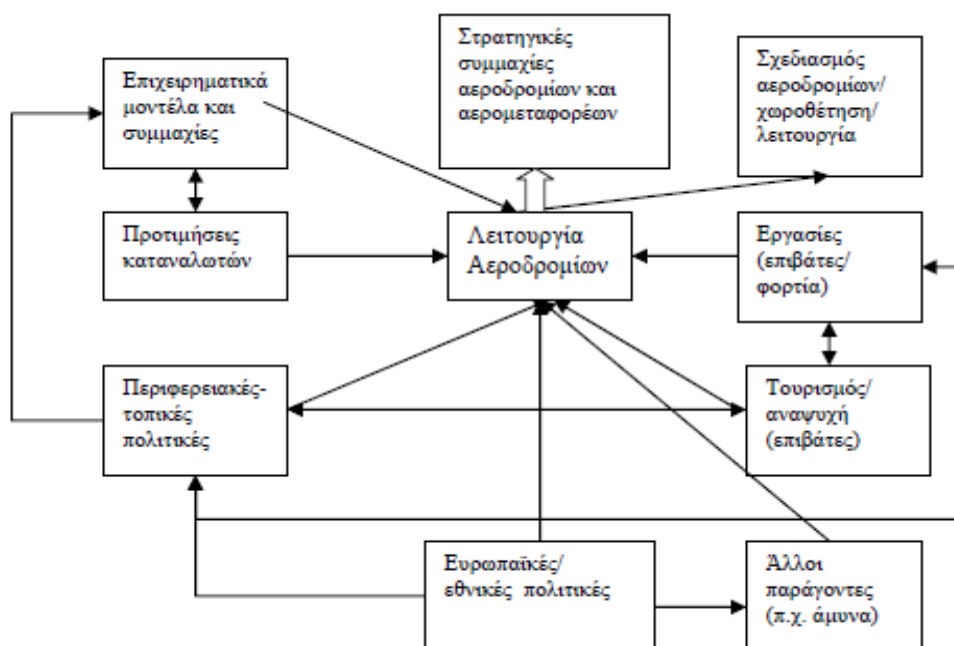 Στρατηγικές
συμμαχίες
αεροδρομίων και
αερομεταφορέων
Σχεδιασμός
αεροδρομίων/
χωροθέτηση/
λειτουργία
Επιχειρηματικά
μοντέλα και
συμμαχίες
Προτιμήσεις
καταναλωτών
Λειτουργία
Αεροδρομίων
Εργασίες
(επιβάτες/
φορτία)
Περιφερειακές-
τοπικές
πολιτικές
Τουρισμός/
αναψυχή
(επιβάτες)
Ευρωπαϊκές/
εθνικές πολιτικές
Άλλοι
παράγοντες
(π.χ. άμυνα)